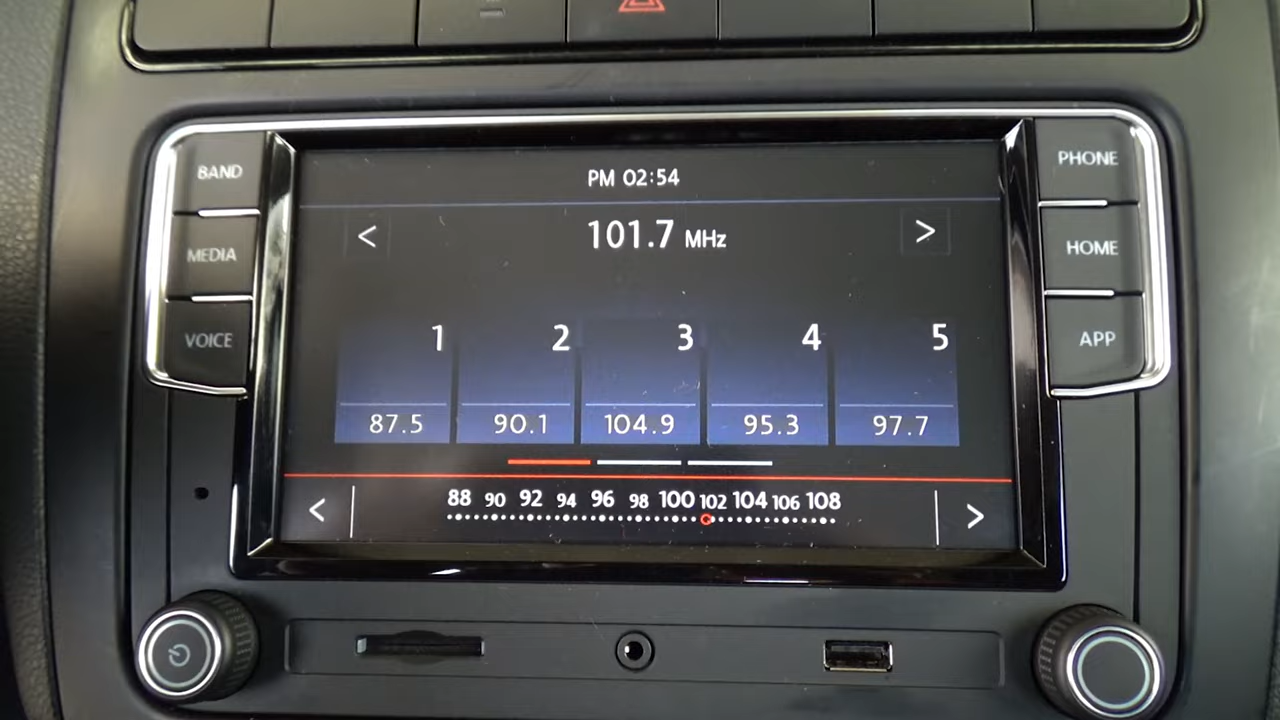 PM 02:54
BAND
PHONE
< 101.7 MHz >
MEDIA
HOME
VOICE
APP
1 2 3 4 5
87.5 90.1 104.9 95.3 97.7
< 88 90 92 94 96 98 100 102 104 106 108 >